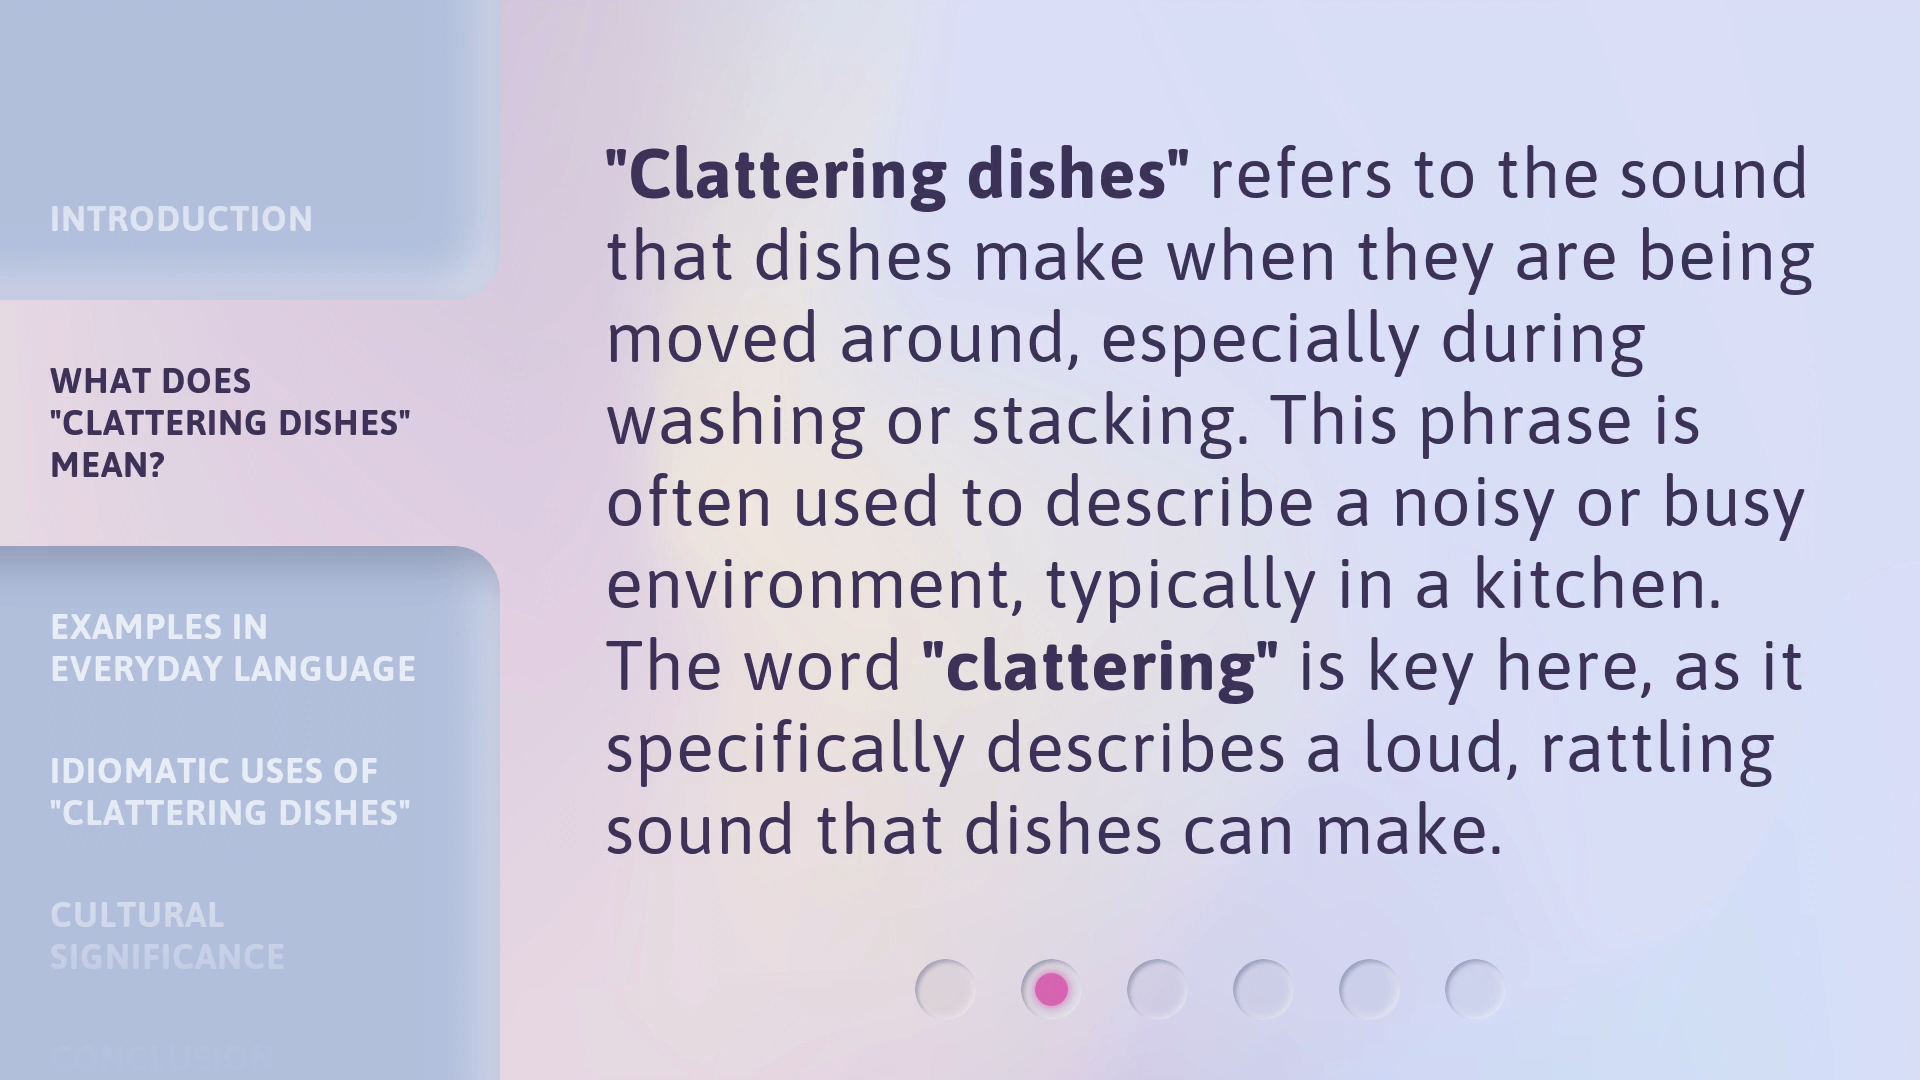 INTRODUCTION
WHAT DOES
"CLATTERING DISHES"
MEAN?
EXAMPLES IN
EVERYDAY LANGUAGE
IDIOMATIC USES OF
"CLATTERING DISHES"
CULTURAL
SIGNIFICANCE
CONCLUSION
"Clattering dishes" refers to the sound
that dishes make when they are being
moved around, especially during
washing or stacking. This phrase is
often used to describe a noisy or busy
environment, typically in a kitchen.
The word "clattering" is key here, as it
specifically describes a loud, rattling
sound that dishes can make.